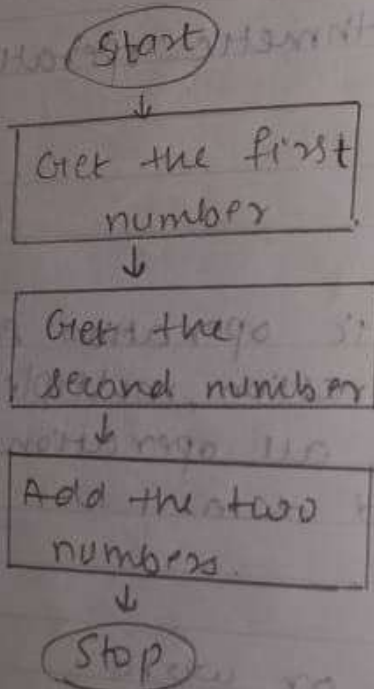 Start
Get the first
number
Get the
second number
Add the two
numbers.
Stop